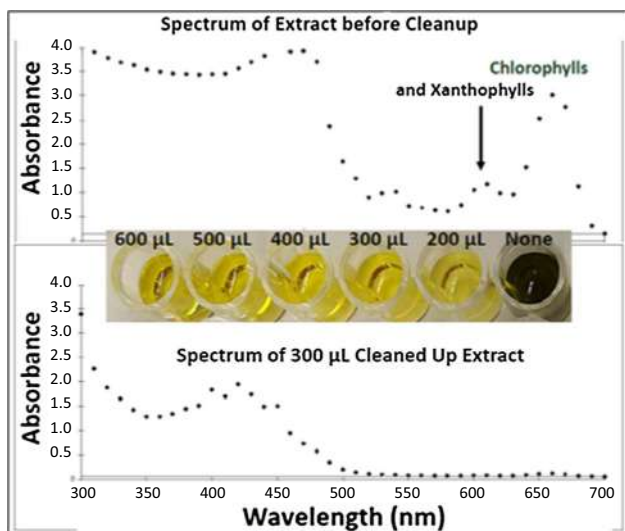 Spectrum of Extract before Cleanup
4.0
3.5
3.0
2.5
2.0
1.5
1.0
0.5
Absorbance
Chlorophylls
and Xanthophylls
600 µL 500 µL 400 µL 300 µL 200 µL None
4.0
3.5
3.0
2.5
2.0
1.5
1.0
0.5
0.0
Absorbance
Spectrum of 300 µL Cleaned Up Extract
300 350 400 450 500 550 600 650 700
Wavelength (nm)